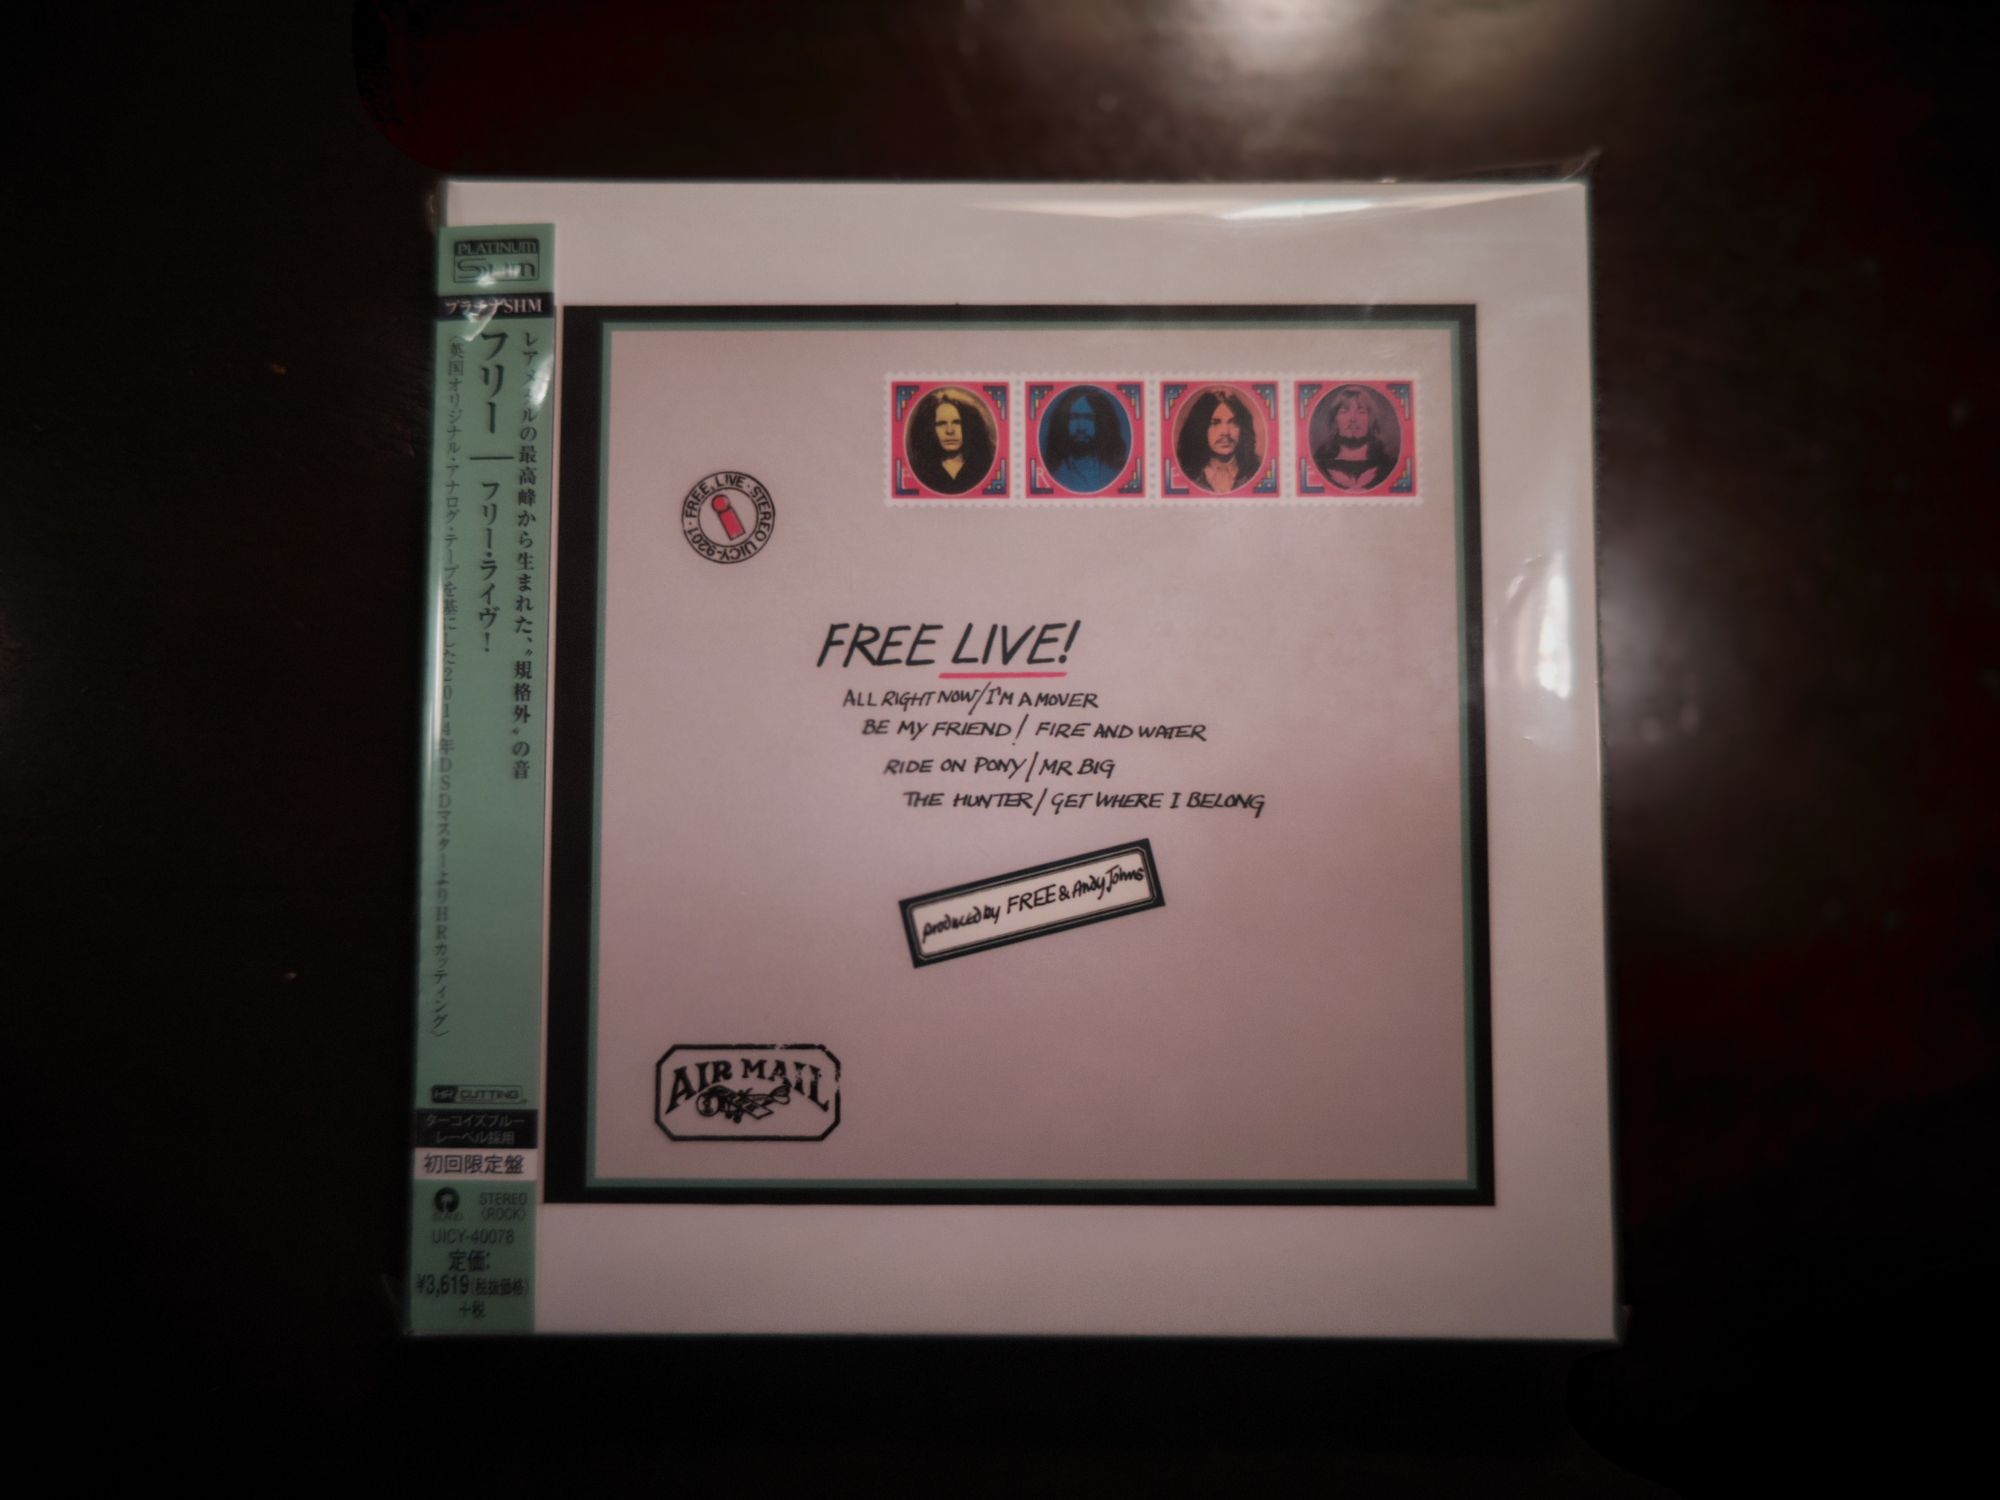 PLATINUM
SHM
プラチナSHM
レアメタルの最高峰から生まれた、〝規格外〟の音
フリー ― フリー・ライヴ!
(英国オリジナル・アナログ・テープを基にした2014年DSDマスターよりHRカッティング)
HR CUTTING
ターコイズブルー
レーベル採用
初回限定盤
ISLAND
STEREO
(ROCK)
UICY-40078
定価:
¥3,619(税抜価格)
+税
F R E E
FREE LIVE · STEREO UICY-9201 ·
i
FREE LIVE!
ALL RIGHT NOW/I'M A MOVER
BE MY FRIEND/ FIRE AND WATER
RIDE ON PONY/MR BIG
THE HUNTER/GET WHERE I BELONG
produced by FREE & Andy Johns
AIR MAIL